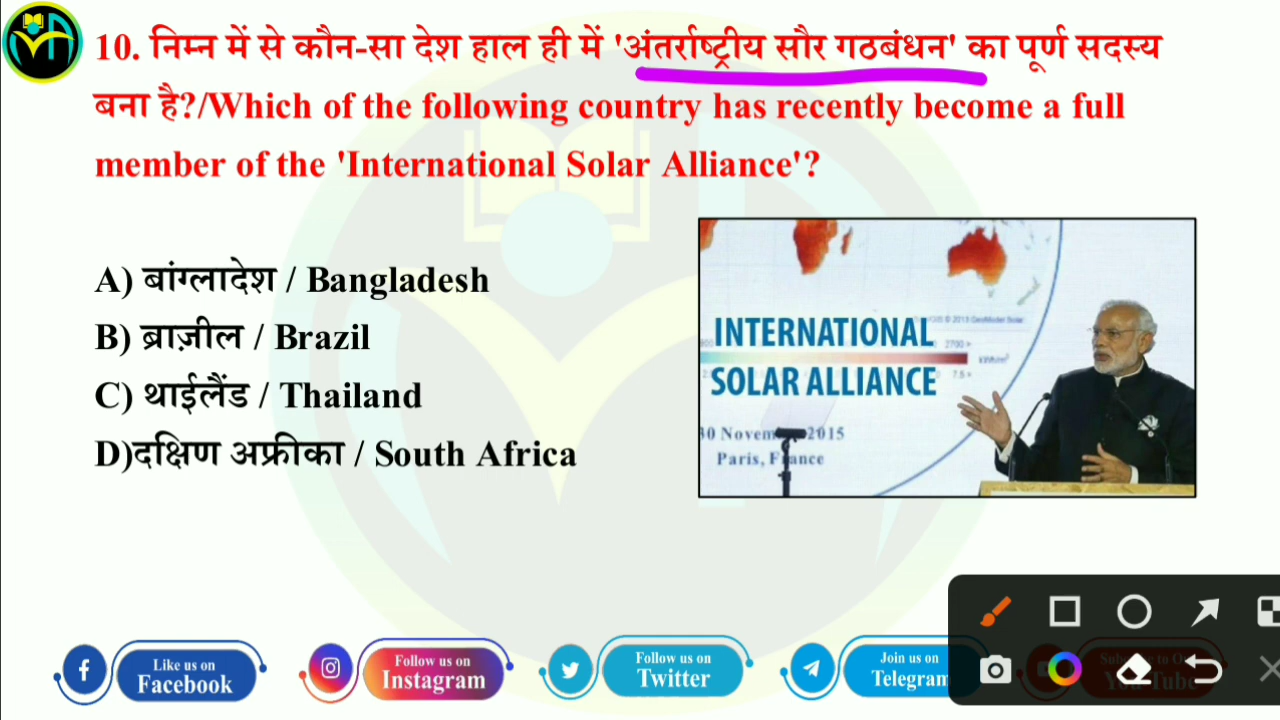 10. निम्न में से कौन-सा देश हाल ही में 'अंतर्राष्ट्रीय सौर गठबंधन' का पूर्ण सदस्य
बना है?/Which of the following country has recently become a full
member of the 'International Solar Alliance'?
A) बांग्लादेश / Bangladesh
B) ब्राज़ील / Brazil
C) थाईलैंड / Thailand
D)दक्षिण अफ्रीका / South Africa
INTERNATIONAL
SOLAR ALLIANCE
2015
Paris, France
Like us on
Facebook
Follow us on
Instagram
Follow us on
Twitter
Join us on
Telegram